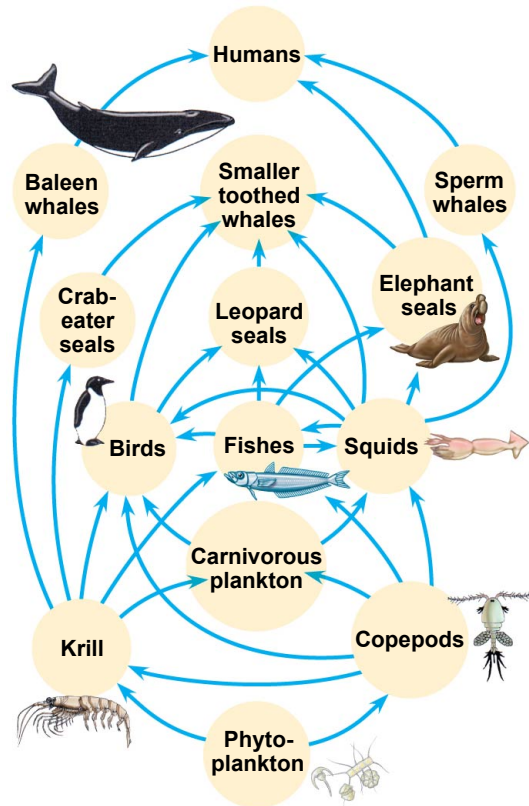 Humans
Baleen
whales
Smaller
toothed
whales
Sperm
whales
Crab-
eater
seals
Leopard
seals
Elephant
seals
Birds
Fishes
Squids
Carnivorous
plankton
Krill
Copepods
Phyto-
plankton